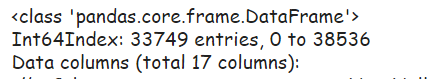 <class 'pandas.core.frame.DataFrame'>
Int64Index: 33749 entries, 0 to 38536
Data columns (total 17 columns):